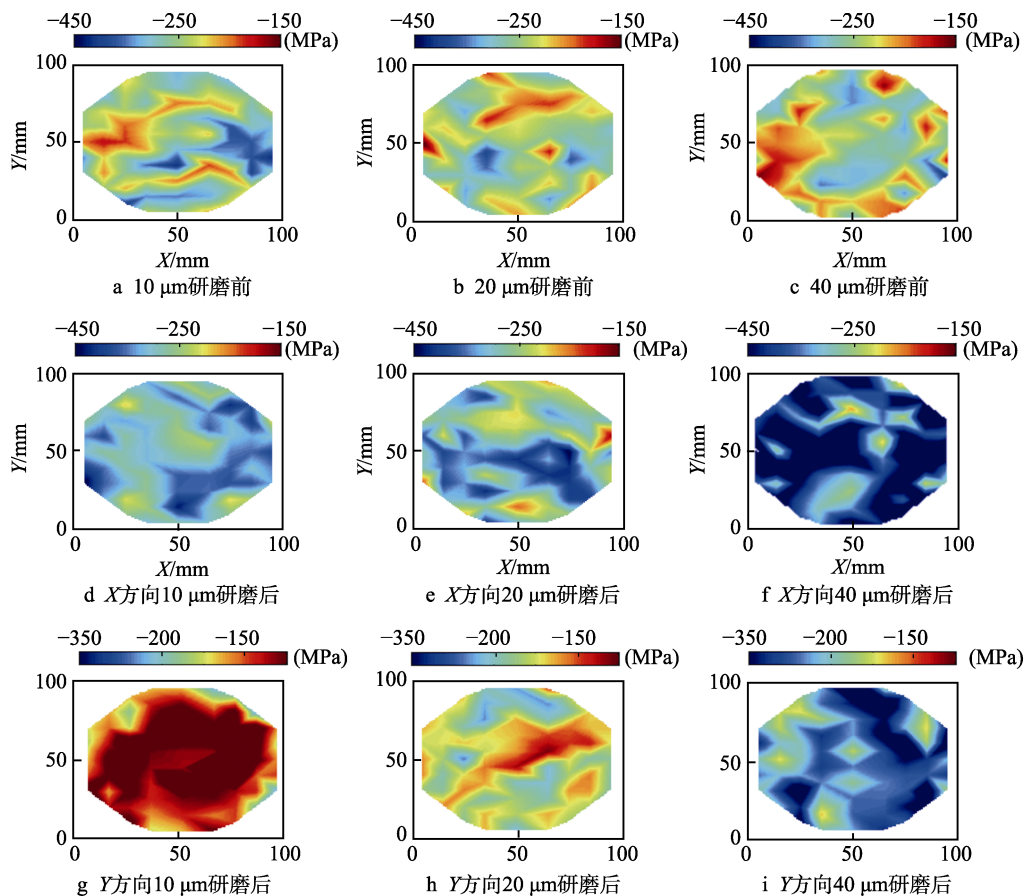 −450 −250 −150 −450 −250 −150 −450 −250 −150
(MPa) (MPa) (MPa)
100 100 100
Y/mm Y/mm Y/mm
50 50 50
0 0 0
0 50 100 0 50 100 0 50 100
X/mm X/mm X/mm
a 10 μm研磨前 b 20 μm研磨前 c 40 μm研磨前
−450 −250 −150 −450 −250 −150 −450 −250 −150
(MPa) (MPa) (MPa)
100 100 100
Y/mm Y/mm Y/mm
50 50 50
0 0 0
50 100 0 50 100 0 50 100
X/mm X/mm X/mm
d X方向10 μm研磨后 e X方向20 μm研磨后 f X方向40 μm研磨后
−350 −200 −150 −350 −200 −150 −350 −200 −150
(MPa) (MPa) (MPa)
100 100 100
50 50 50
0 0 0
0 50 100 0 50 100 0 50 100
g Y方向10 μm研磨后 h Y方向20 μm研磨后 i Y方向40 μm研磨后